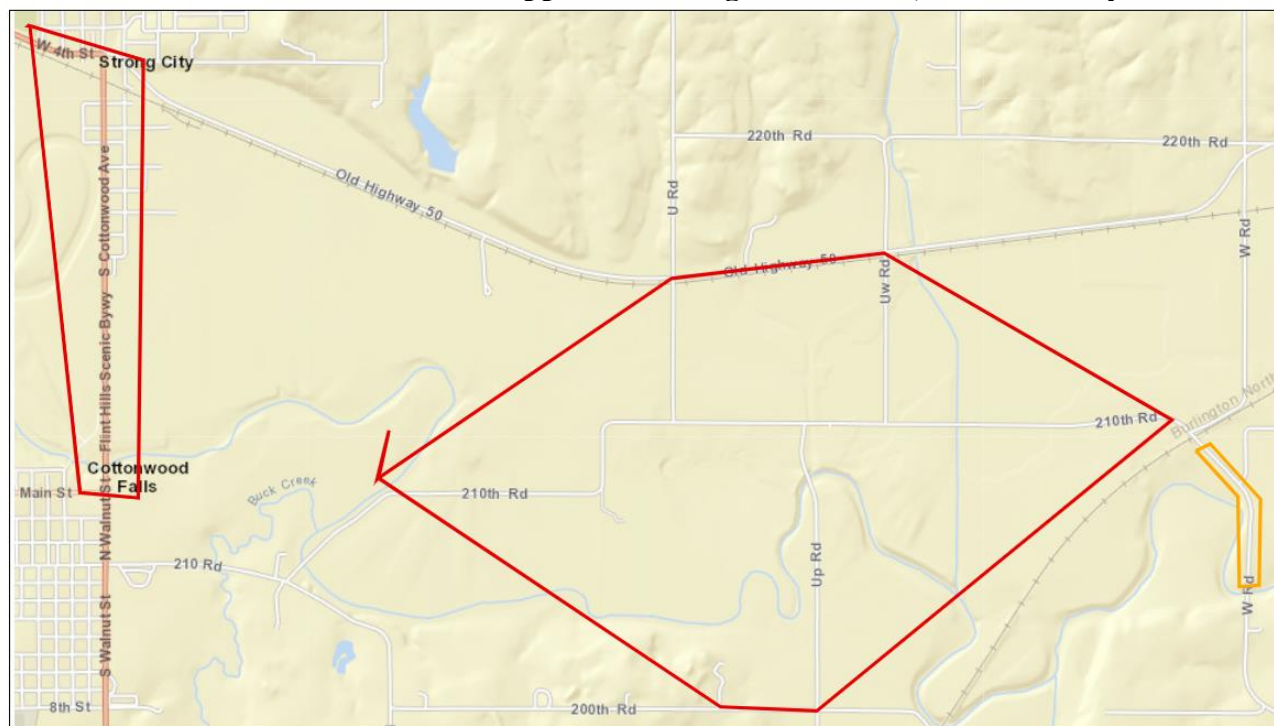 W 4th St
Strong City
220th Rd
220th Rd
S Cottonwood Ave
Old Highway 50
U Rd
W Rd
Old Highway 50
Uw Rd
Flint Hills Scenic Bywy
210th Rd
Burlington North
Cottonwood
Falls
Main St
Buck Creek
210th Rd
N Walnut St
210 Rd
Up Rd
W Rd
S Walnut St
8th St
200th Rd